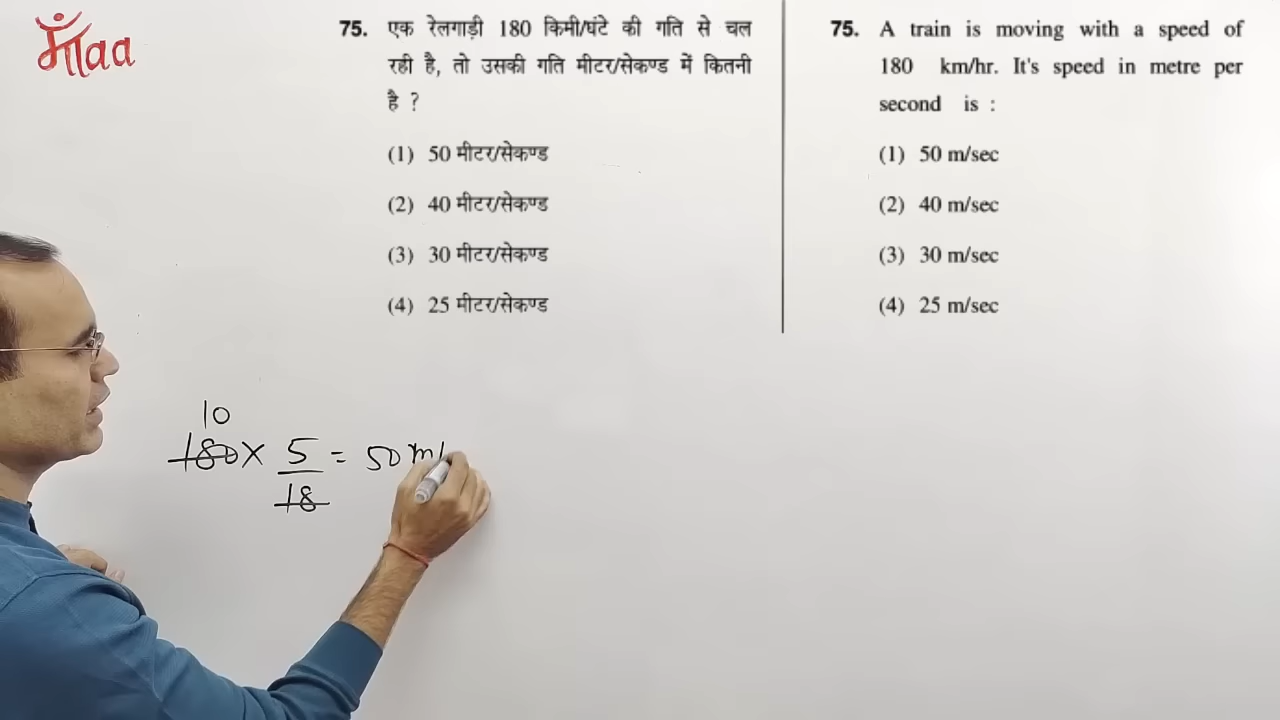 माँaa
75. एक रेलगाड़ी 180 किमी/घंटे की गति से चल
रही है, तो उसकी गति मीटर/सेकण्ड में कितनी
है ?
(1) 50 मीटर/सेकण्ड
(2) 40 मीटर/सेकण्ड
(3) 30 मीटर/सेकण्ड
(4) 25 मीटर/सेकण्ड
75. A train is moving with a speed of
180 km/hr. It's speed in metre per
second is :
(1) 50 m/sec
(2) 40 m/sec
(3) 30 m/sec
(4) 25 m/sec
10
180 × 5 = 50 m/
18